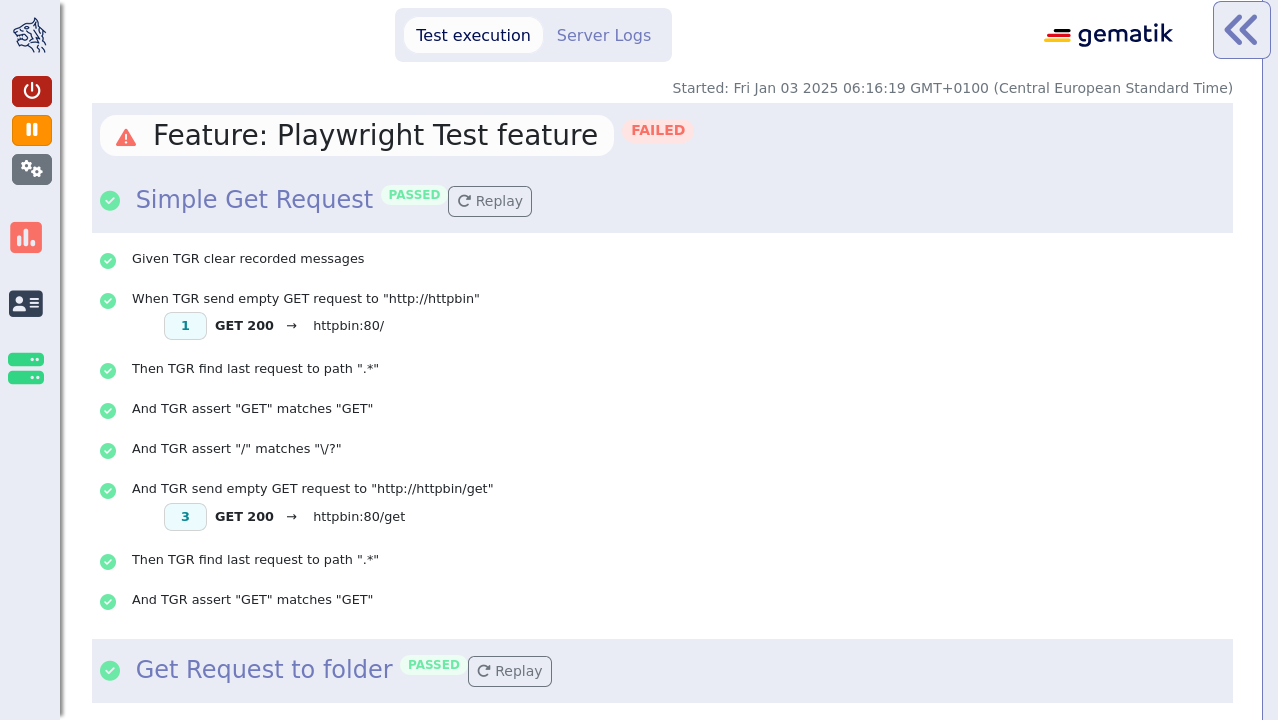 Test execution
Server Logs
gematik
Started: Fri Jan 03 2025 06:16:19 GMT+0100 (Central European Standard Time)
Feature: Playwright Test feature FAILED
Simple Get Request PASSED Replay
Given TGR clear recorded messages
When TGR send empty GET request to "http://httpbin"
1 GET 200 → httpbin:80/
Then TGR find last request to path ".*"
And TGR assert "GET" matches "GET"
And TGR assert "/" matches "\/?"
And TGR send empty GET request to "http://httpbin/get"
3 GET 200 → httpbin:80/get
Then TGR find last request to path ".*"
And TGR assert "GET" matches "GET"
Get Request to folder PASSED Replay